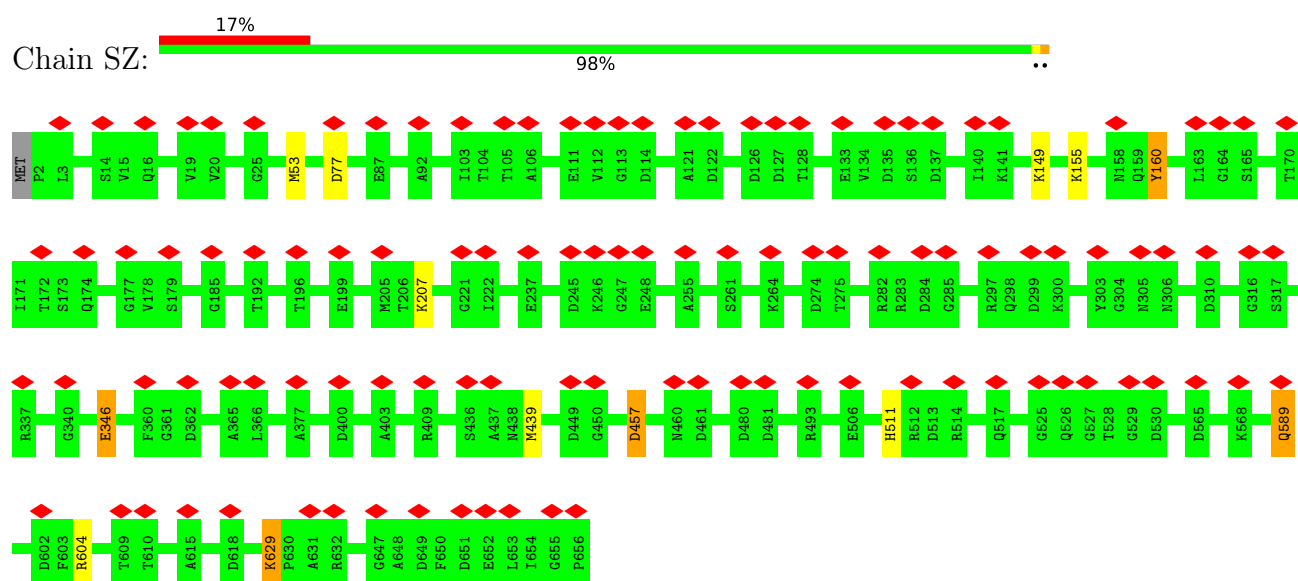 17%
Chain SZ:
98%
••
MET P2 L3 S14 V15 Q16 V19 V20 G25 M53 D77 E87 A92 I103 T104 T105 A106 E111 V112 G113 D114 A121 D122 D126 D127 T128 E133 V134 D135 S136 D137 I140 K141 K149 K155 N158 Q159 Y160 L163 G164 S165 T170
I171 T172 S173 Q174 G177 V178 S179 G185 T192 T196 E199 M205 T206 K207 G221 I222 E237 D245 K246 G247 E248 A255 S261 K264 D274 T275 R282 R283 D284 G285 R297 Q298 D299 K300 Y303 G304 N305 N306 D310 G316 S317
R337 G340 E346 F360 G361 D362 A365 L366 A377 D400 A403 R409 S436 A437 N438 M439 D449 G450 D457 N460 D461 D480 D481 R493 E506 H511 R512 D513 R514 Q517 G525 Q526 G527 T528 G529 D530 D565 K568 Q589
D602 F603 R604 T609 T610 A615 D618 K629 P630 A631 R632 G647 A648 D649 F650 D651 E652 L653 I654 G655 P656